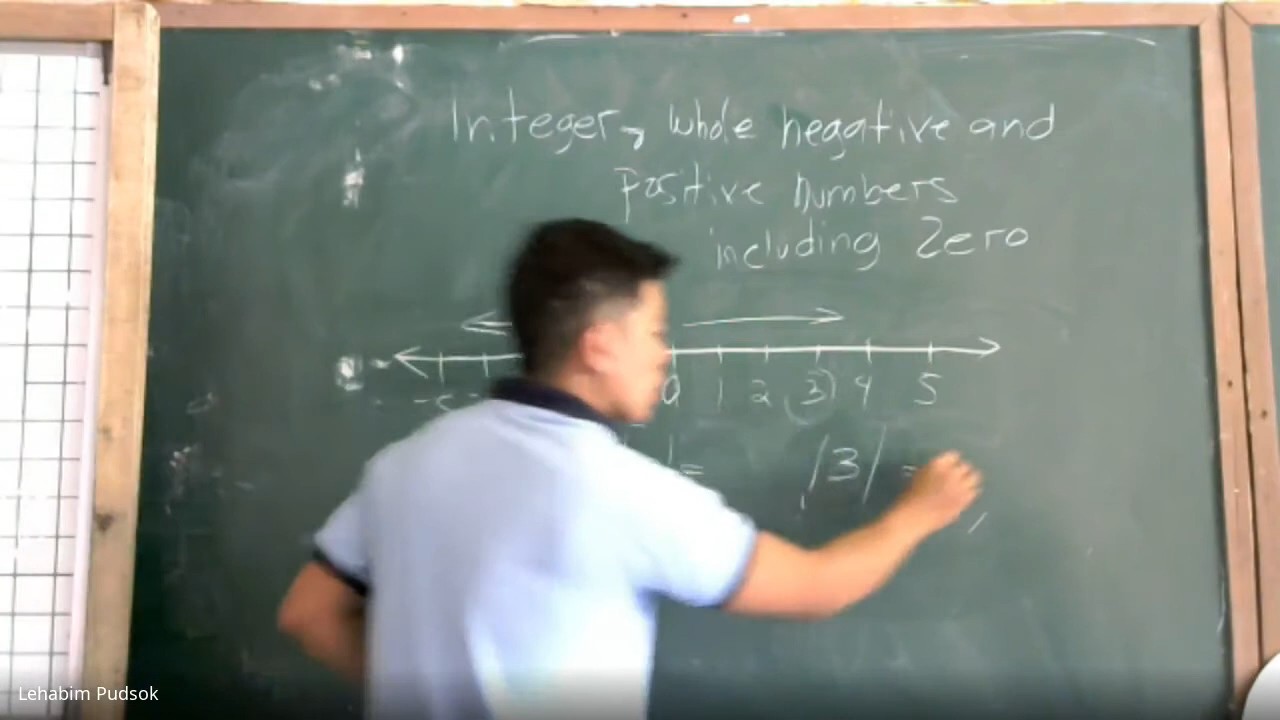 Integer, whole negative and
positive numbers
including Zero
0 1 2 3 4 5
= |3| =
Lehabim Pudsok